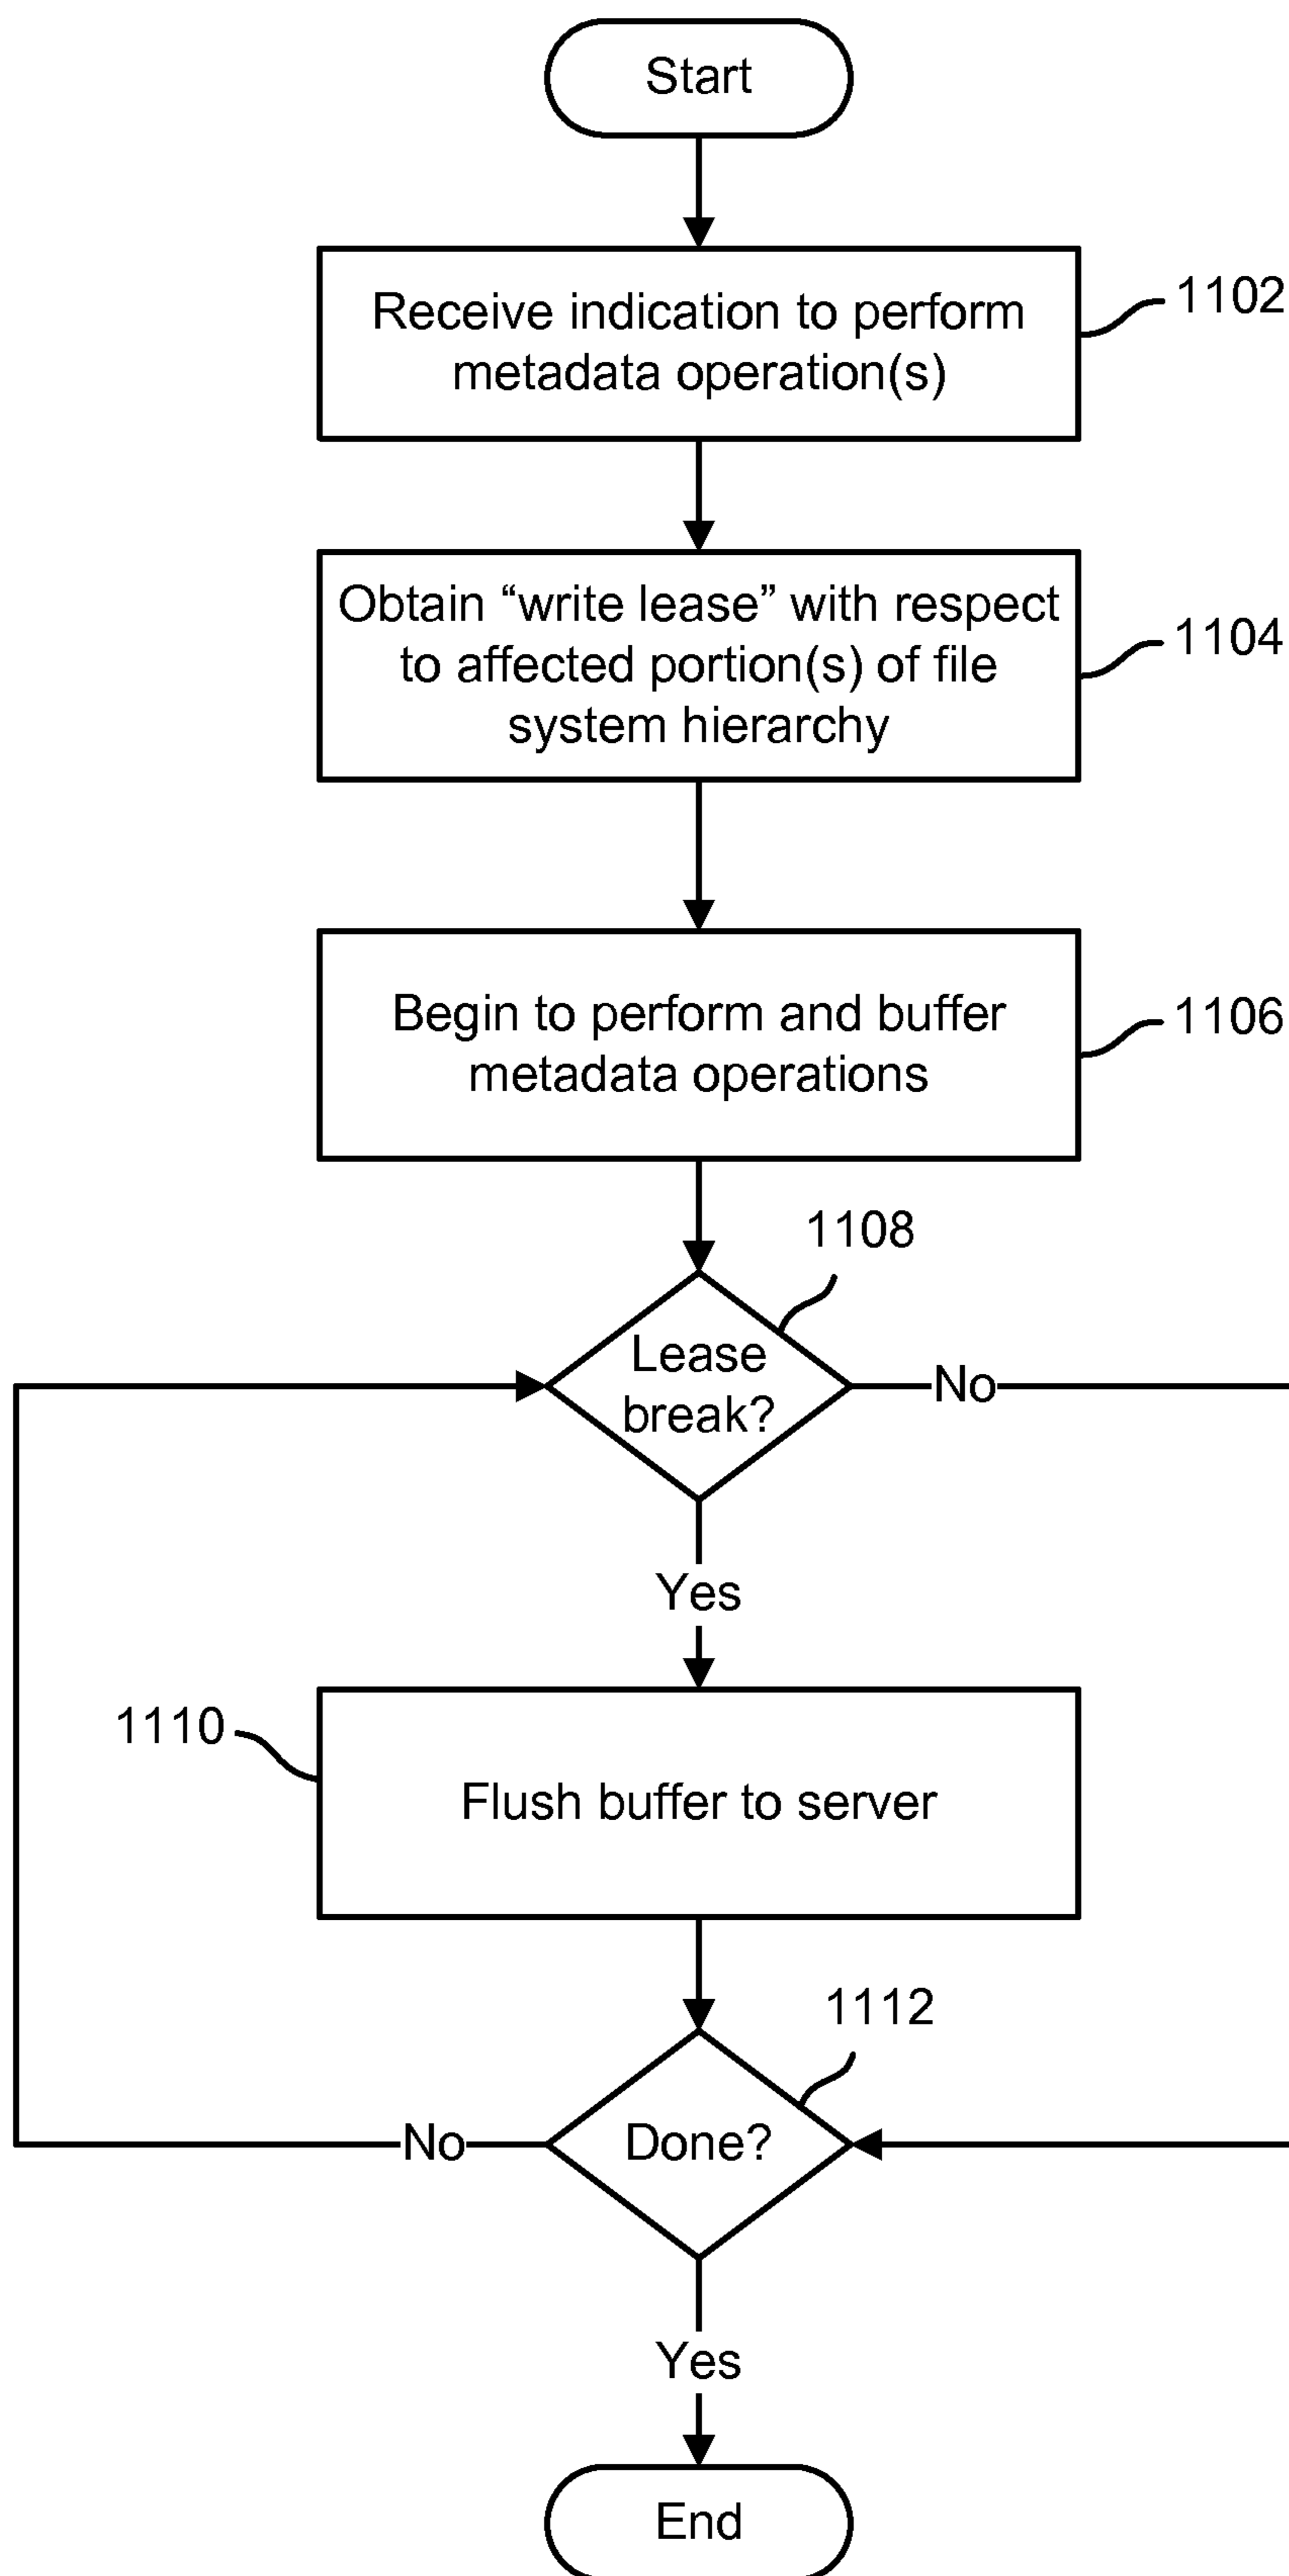 Start
Receive indication to perform
metadata operation(s)
1102
Obtain “write lease” with respect
to affected portion(s) of file
system hierarchy
1104
Begin to perform and buffer
metadata operations
1106
1108
Lease
break?
No
Yes
1110
Flush buffer to server
1112
Done?
No
Yes
End